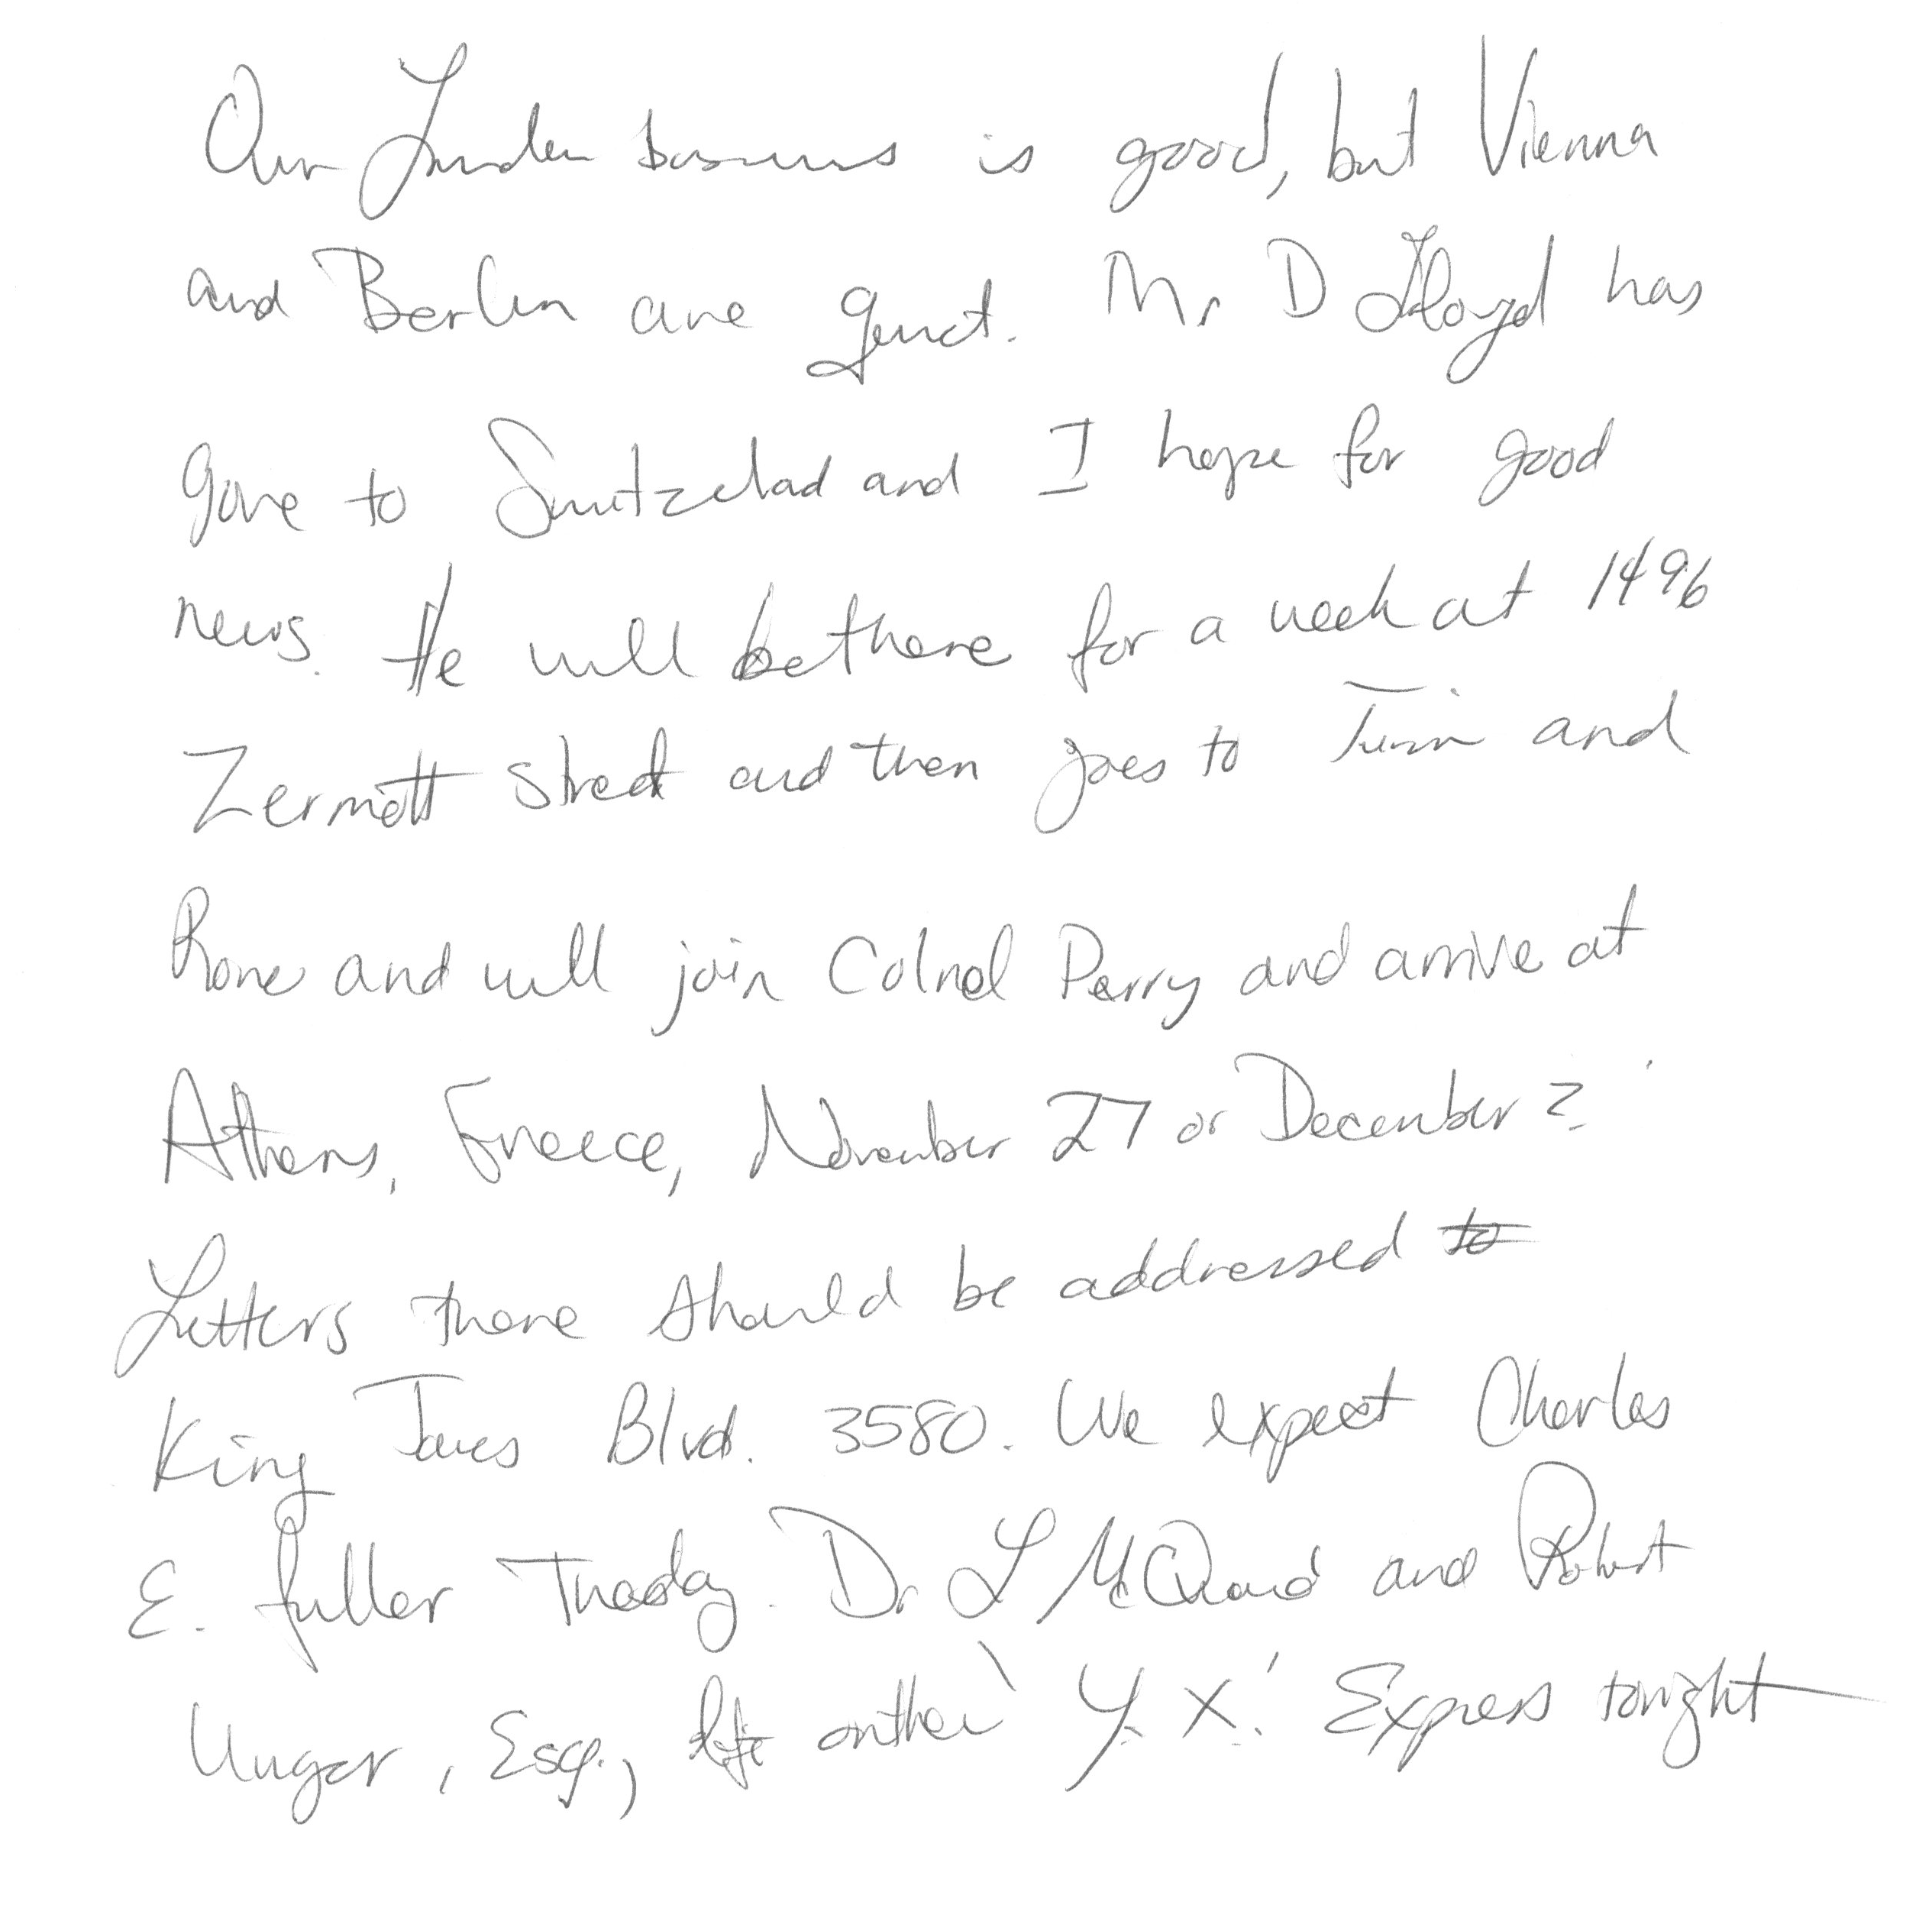 Our London business is good, but Vienna
and Berlin are quiet. Mr D Lloyd has
gone to Switzelad and I hope for good
news. He will be there for a week at 1496
Zermott Street and then goes to Turin and
Rome and will join Colnel Perry and arrive at
Athens, Greece, November 27 or December 2.
Letters there should be addressed to
King James Blvd. 3580. We expect Charles
E. Fuller Tuesday. Dr L McQuaid and Robert
Unger, Esq., left on the 'Y. X.' Express tonight